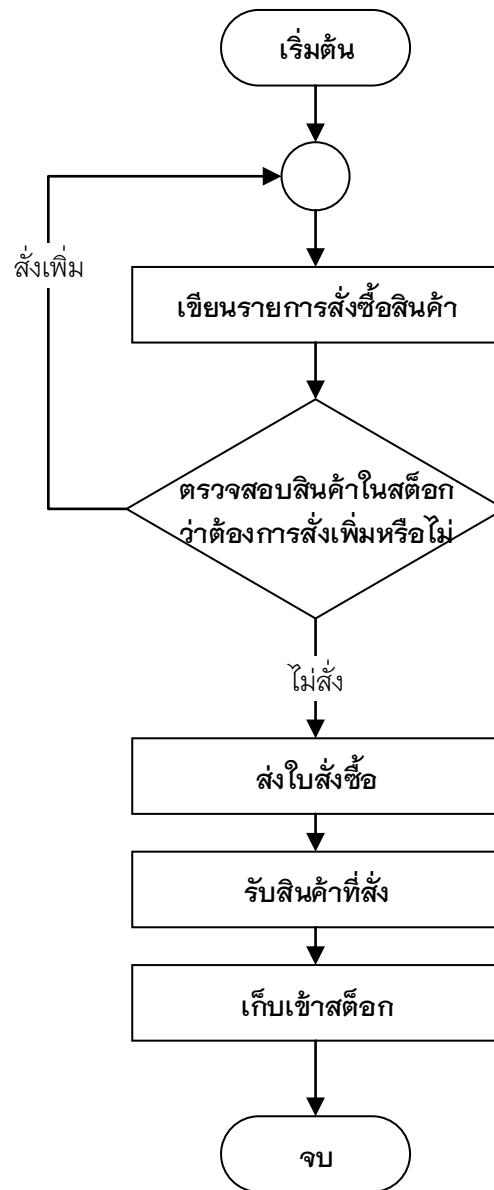 เริ่มต้น
สั่งเพิ่ม
เขียนรายการสั่งซื้อสินค้า
ตรวจสอบสินค้าในสต็อก
ว่าต้องการสั่งเพิ่มหรือไม่
ไม่สั่ง
ส่งใบสั่งซื้อ
รับสินค้าที่สั่ง
เก็บเข้าสต็อก
จบ